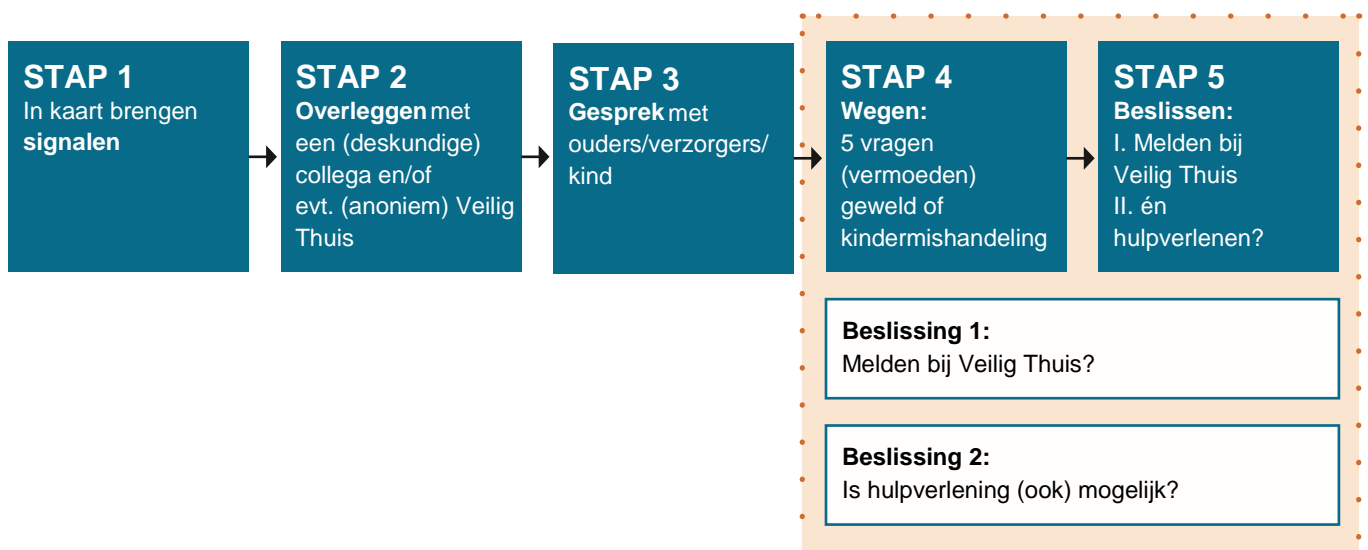 STAP 1
In kaart brengen
signalen
STAP 2
Overleggen met
een (deskundige)
collega en/of
evt. (anoniem) Veilig
Thuis
STAP 3
Gesprek met
ouders/verzorgers/
kind
STAP 4
Wegen:
5 vragen
(vermoeden)
geweld of
kindermishandeling
STAP 5
Beslissen:
I. Melden bij
Veilig Thuis
II. én
hulpverlenen?
Beslissing 1:
Melden bij Veilig Thuis?
Beslissing 2:
Is hulpverlening (ook) mogelijk?